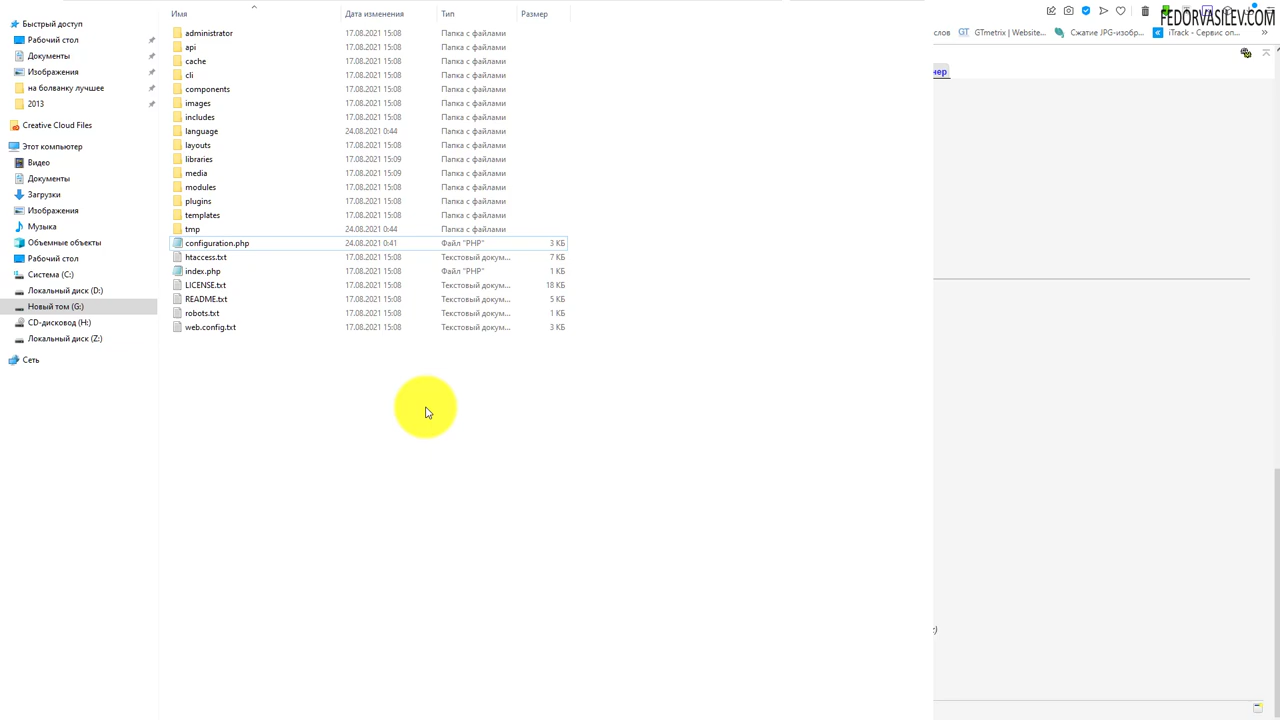 FEDORVASILEV.COM
Имя Дата изменения Тип Размер
Быстрый доступ
Рабочий стол
Документы
Изображения
на болванку лучшее
2013
Creative Cloud Files
Этот компьютер
Видео
Документы
Загрузки
Изображения
Музыка
Объемные объекты
Рабочий стол
Система (C:)
Локальный диск (D:)
Новый том (G:)
CD-дисковод (H:)
Локальный диск (Z:)
Сеть
administrator 17.08.2021 15:08 Папка с файлами
api 17.08.2021 15:08 Папка с файлами
cache 17.08.2021 15:08 Папка с файлами
cli 17.08.2021 15:08 Папка с файлами
components 17.08.2021 15:08 Папка с файлами
images 17.08.2021 15:08 Папка с файлами
includes 17.08.2021 15:08 Папка с файлами
language 24.08.2021 0:44 Папка с файлами
layouts 17.08.2021 15:08 Папка с файлами
libraries 17.08.2021 15:09 Папка с файлами
media 17.08.2021 15:09 Папка с файлами
modules 17.08.2021 15:08 Папка с файлами
plugins 17.08.2021 15:08 Папка с файлами
templates 17.08.2021 15:08 Папка с файлами
tmp 24.08.2021 0:44 Папка с файлами
configuration.php 24.08.2021 0:41 Файл "PHP" 3 КБ
htaccess.txt 17.08.2021 15:08 Текстовый докум... 7 КБ
index.php 17.08.2021 15:08 Файл "PHP" 1 КБ
LICENSE.txt 17.08.2021 15:08 Текстовый докум... 18 КБ
README.txt 17.08.2021 15:08 Текстовый докум... 5 КБ
robots.txt 17.08.2021 15:08 Текстовый докум... 1 КБ
web.config.txt 17.08.2021 15:08 Текстовый докум... 3 КБ
слов GTmetrix | Website... Сжатие JPG-изобр... iTrack - Сервис оп...
нер